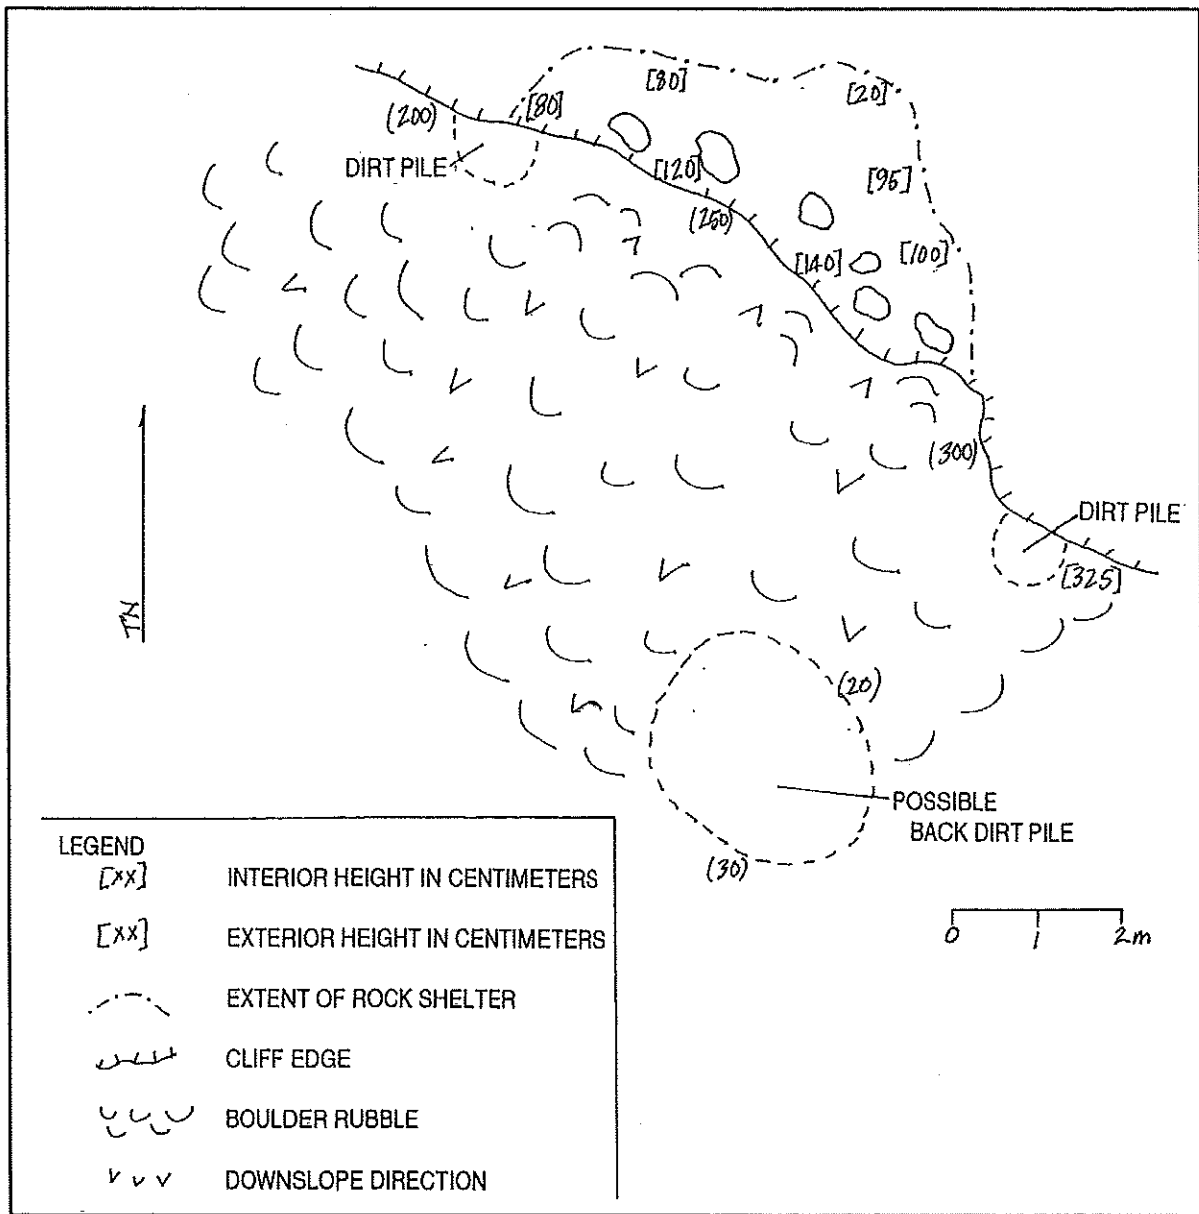 [80]
[20]
(200)
[80]
DIRT PILE
[120]
(250)
[95]
[100]
[140]
(300)
DIRT PILE
[325]
TN
(20)
POSSIBLE
BACK DIRT PILE
(30)
0 1 2m
LEGEND
[xx] INTERIOR HEIGHT IN CENTIMETERS
[xx] EXTERIOR HEIGHT IN CENTIMETERS
EXTENT OF ROCK SHELTER
CLIFF EDGE
BOULDER RUBBLE
DOWNSLOPE DIRECTION